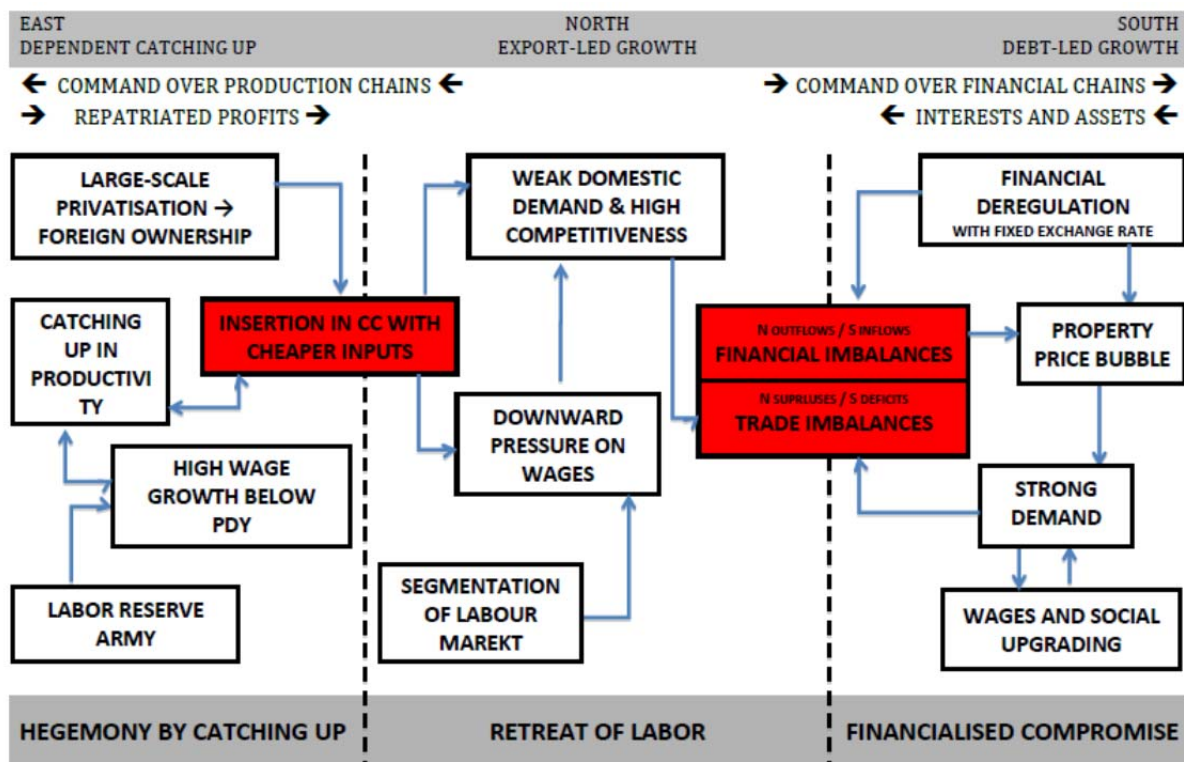 EAST
DEPENDENT CATCHING UP
NORTH
EXPORT-LED GROWTH
SOUTH
DEBT-LED GROWTH
← COMMAND OVER PRODUCTION CHAINS ←
→ REPATRIATED PROFITS →
→ COMMAND OVER FINANCIAL CHAINS →
← INTERESTS AND ASSETS ←
LARGE-SCALE
PRIVATISATION →
FOREIGN OWNERSHIP
CATCHING
UP IN
PRODUCTIVI
TY
HIGH WAGE
GROWTH BELOW
PDY
LABOR RESERVE
ARMY
INSERTION IN CC WITH
CHEAPER INPUTS
WEAK DOMESTIC
DEMAND & HIGH
COMPETITIVENESS
DOWNWARD
PRESSURE ON
WAGES
SEGMENTATION
OF LABOUR
MAREKT
N OUTFLOWS / S INFLOWS
FINANCIAL IMBALANCES
N SUPRLUSES / S DEFICITS
TRADE IMBALANCES
FINANCIAL
DEREGULATION
WITH FIXED EXCHANGE RATE
PROPERTY
PRICE BUBBLE
STRONG
DEMAND
WAGES AND SOCIAL
UPGRADING
HEGEMONY BY CATCHING UP
RETREAT OF LABOR
FINANCIALISED COMPROMISE